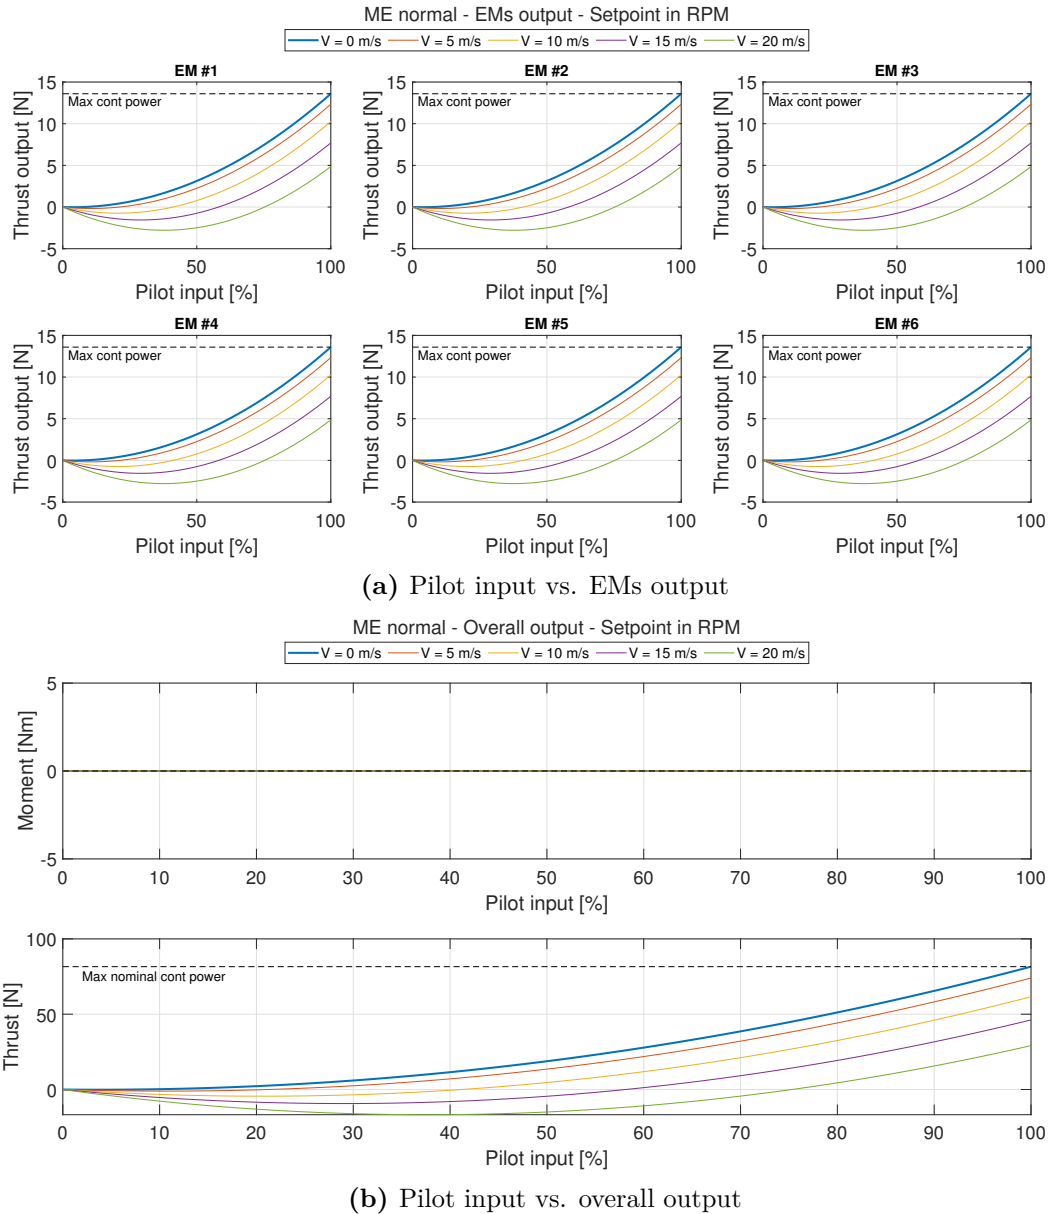 ME normal - EMs output - Setpoint in RPM
V = 0 m/s V = 5 m/s V = 10 m/s V = 15 m/s V = 20 m/s
EM #1 EM #2 EM #3
15 15 15
Max cont power Max cont power Max cont power
10 10 10
5 5 5
0 0 0
-5 -5 -5
0 50 100 0 50 100 0 50 100
Thrust output [N] Thrust output [N] Thrust output [N]
Pilot input [%] Pilot input [%] Pilot input [%]
EM #4 EM #5 EM #6
15 15 15
Max cont power Max cont power Max cont power
10 10 10
5 5 5
0 0 0
-5 -5 -5
0 50 100 0 50 100 0 50 100
Thrust output [N] Thrust output [N] Thrust output [N]
Pilot input [%] Pilot input [%] Pilot input [%]
(a) Pilot input vs. EMs output
ME normal - Overall output - Setpoint in RPM
V = 0 m/s V = 5 m/s V = 10 m/s V = 15 m/s V = 20 m/s
5
0
-5
Moment [Nm]
0 10 20 30 40 50 60 70 80 90 100
Pilot input [%]
100
Max nominal cont power
50
0
Thrust [N]
0 10 20 30 40 50 60 70 80 90 100
Pilot input [%]
(b) Pilot input vs. overall output